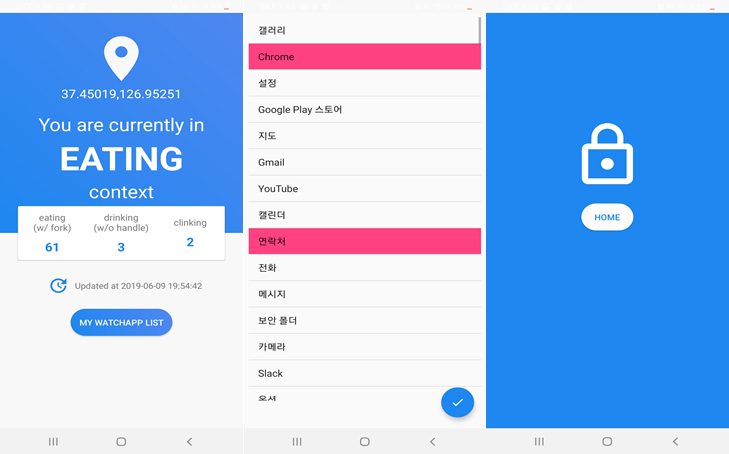 37.45019,126.95251
You are currently in
EATING
context
eating
(w/ fork)
61
drinking
(w/o handle)
3
clinking
2
Updated at 2019-06-09 19:54:42
MY WATCHAPP LIST
갤러리
Chrome
설정
Google Play 스토어
지도
Gmail
YouTube
캘린더
연락처
전화
메시지
보안 폴더
카메라
Slack
HOME